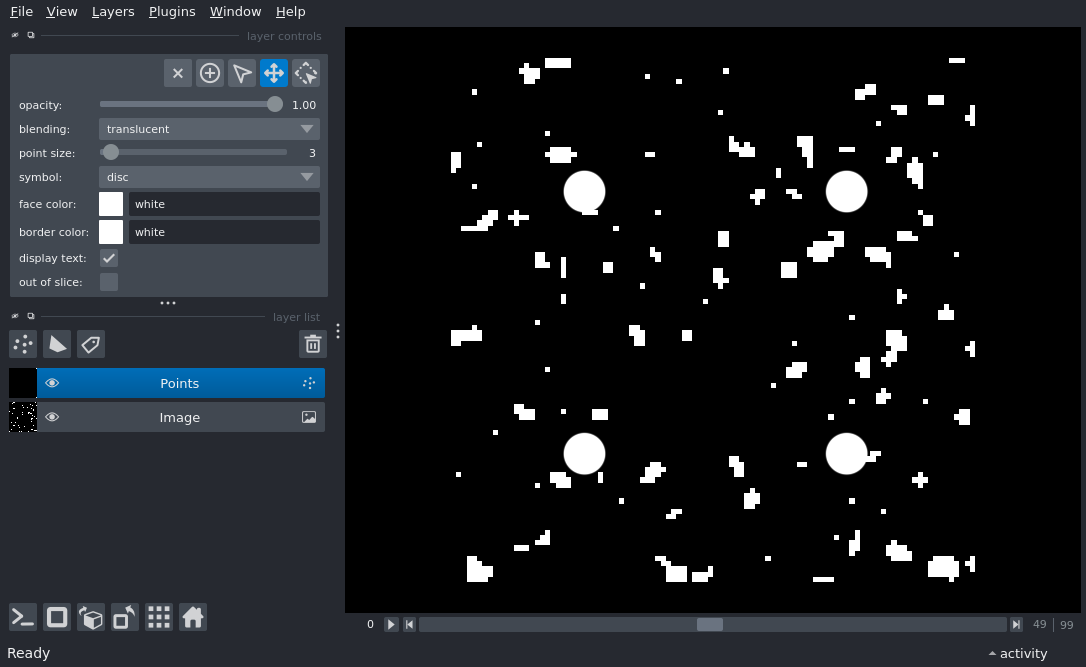 File View Layers Plugins Window Help
layer controls
opacity: 1.00
blending: translucent
point size: 3
symbol: disc
face color: white
border color: white
display text:
out of slice:
layer list
Points
Image
0 49 99
Ready activity